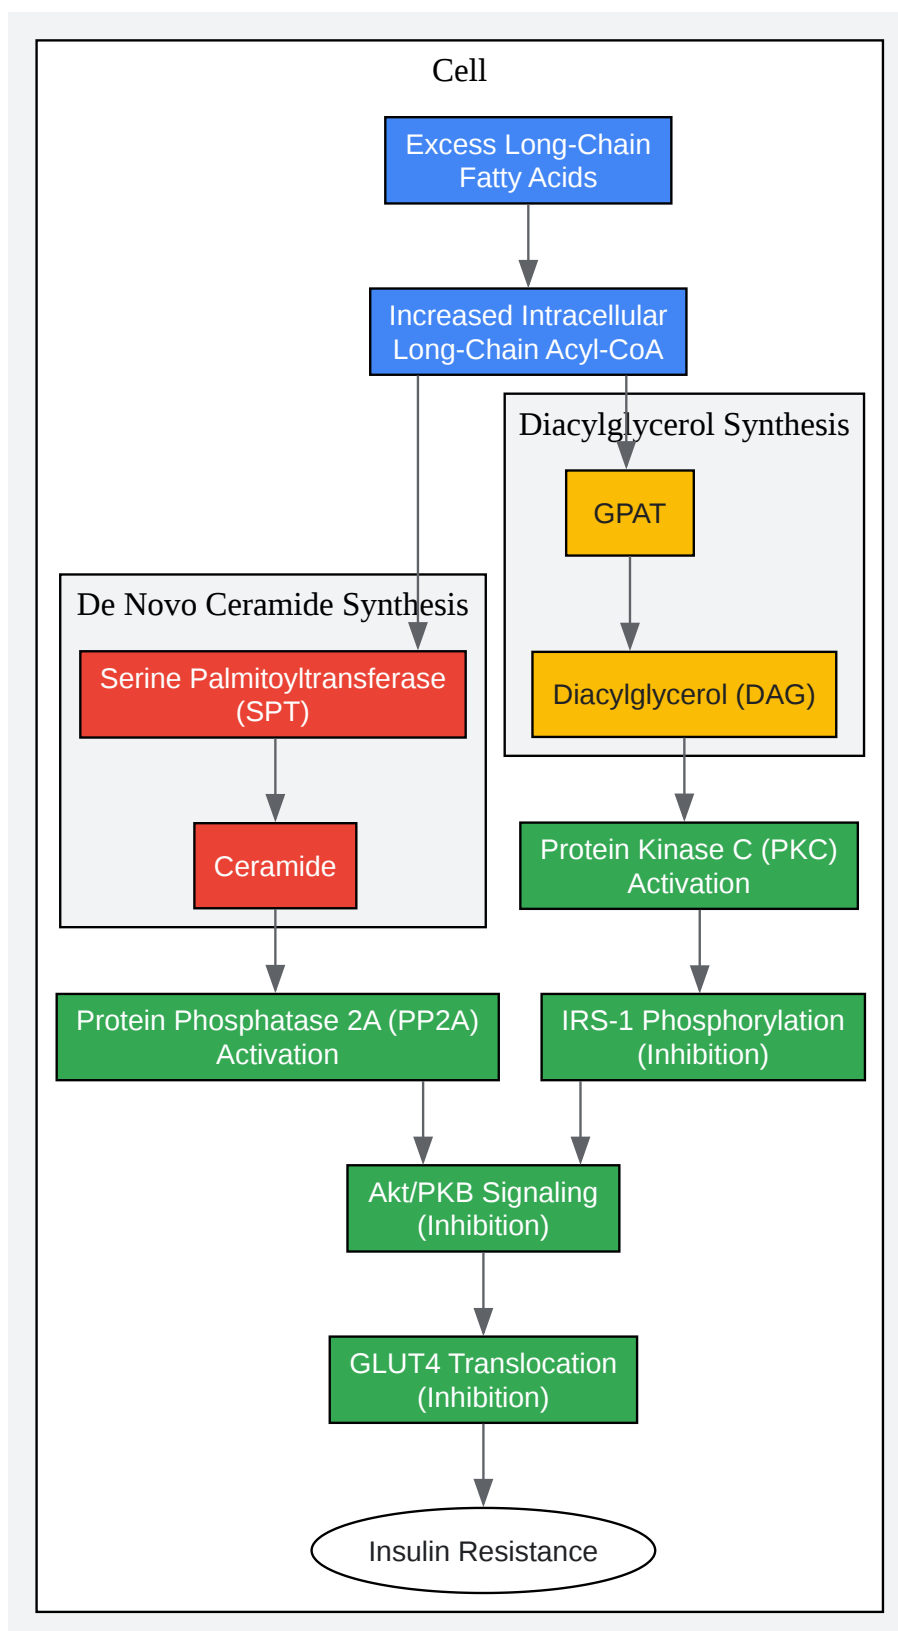 Cell
Excess Long-Chain
Fatty Acids
Increased Intracellular
Long-Chain Acyl-CoA
Diacylglycerol Synthesis
GPAT
De Novo Ceramide Synthesis
Serine Palmitoyltransferase
(SPT)
Diacylglycerol (DAG)
Ceramide
Protein Kinase C (PKC)
Activation
Protein Phosphatase 2A (PP2A)
Activation
IRS-1 Phosphorylation
(Inhibition)
Akt/PKB Signaling
(Inhibition)
GLUT4 Translocation
(Inhibition)
Insulin Resistance